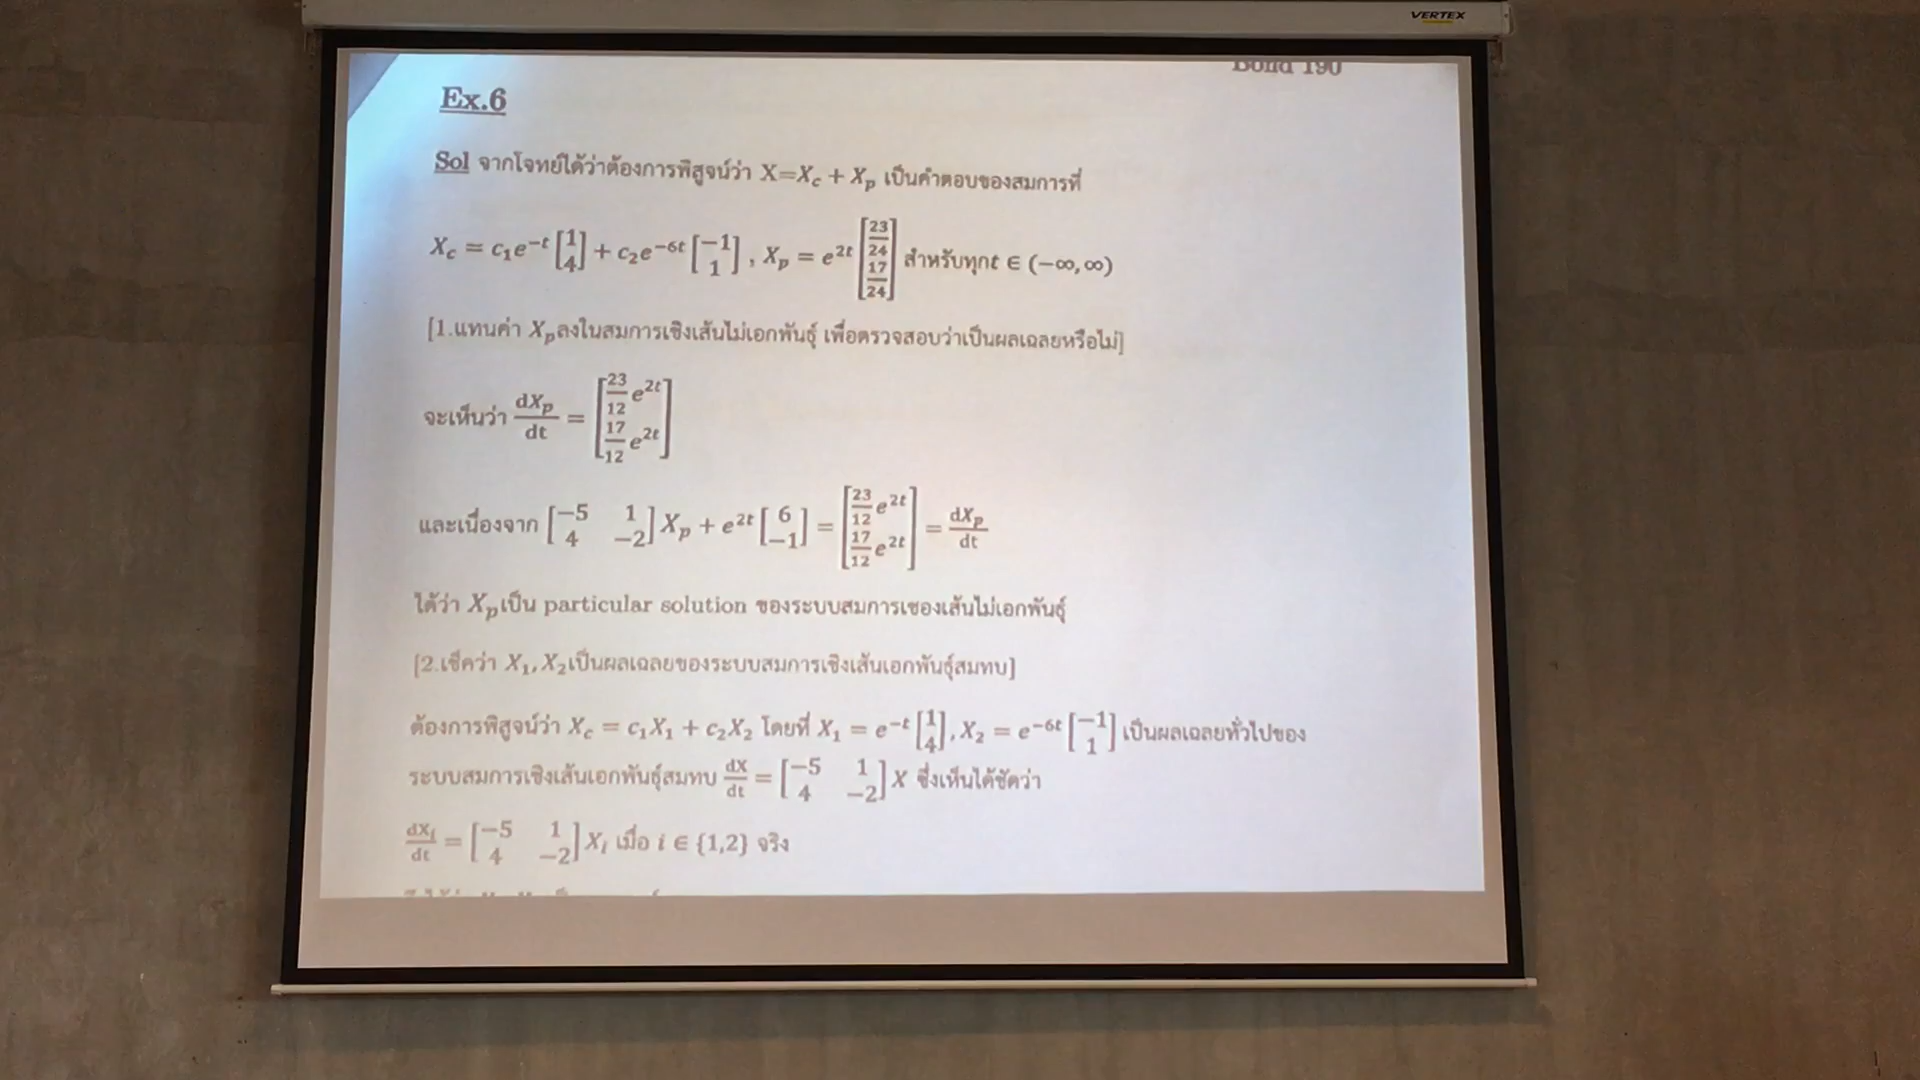 VERTEX
Bond 190
Ex.6
Sol จากโจทย์ได้ว่าต้องการพิสูจน์ว่า X=X_c + X_p เป็นคำตอบของสมการที่
X_c = c_1e^{-t} [1 4] + c_2e^{-6t} [-1 1] , X_p = e^{2t} [23/24 17/24] สำหรับทุกt ∈ (-∞, ∞)
[1.แทนค่า X_pลงในสมการเชิงเส้นไม่เอกพันธุ์ เพื่อตรวจสอบว่าเป็นผลเฉลยหรือไม่]
จะเห็นว่า dX_p/dt = [23/12 e^{2t} 17/12 e^{2t}]
และเนื่องจาก [-5 1 4 -2] X_p + e^{2t} [6 -1] = [23/12 e^{2t} 17/12 e^{2t}] = dX_p/dt
ได้ว่า X_pเป็น particular solution ของระบบสมการเชองเส้นไม่เอกพันธุ์
[2.เช็คว่า X_1, X_2เป็นผลเฉลยของระบบสมการเชิงเส้นเอกพันธุ์สมทบ]
ต้องการพิสูจน์ว่า X_c = c_1X_1 + c_2X_2 โดยที่ X_1 = e^{-t} [1 4], X_2 = e^{-6t} [-1 1] เป็นผลเฉลยทั่วไปของ
ระบบสมการเชิงเส้นเอกพันธุ์สมทบ dX/dt = [-5 1 4 -2] X ซึ่งเห็นได้ชัดว่า
dX_i/dt = [-5 1 4 -2] X_i เมื่อ i ∈ {1,2} จริง